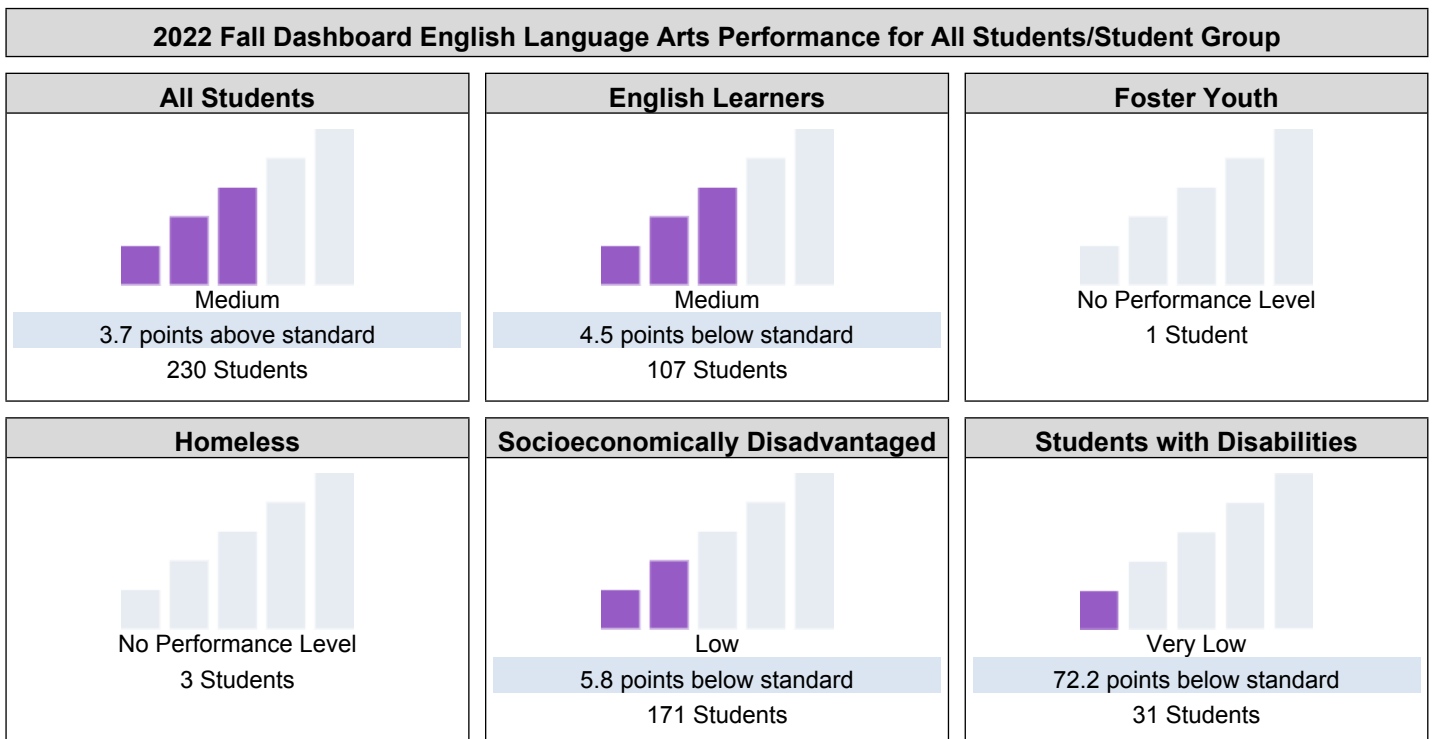 2022 Fall Dashboard English Language Arts Performance for All Students/Student Group
All Students
Medium
3.7 points above standard
230 Students
English Learners
Medium
4.5 points below standard
107 Students
Foster Youth
No Performance Level
1 Student
Homeless
No Performance Level
3 Students
Socioeconomically Disadvantaged
Low
5.8 points below standard
171 Students
Students with Disabilities
Very Low
72.2 points below standard
31 Students